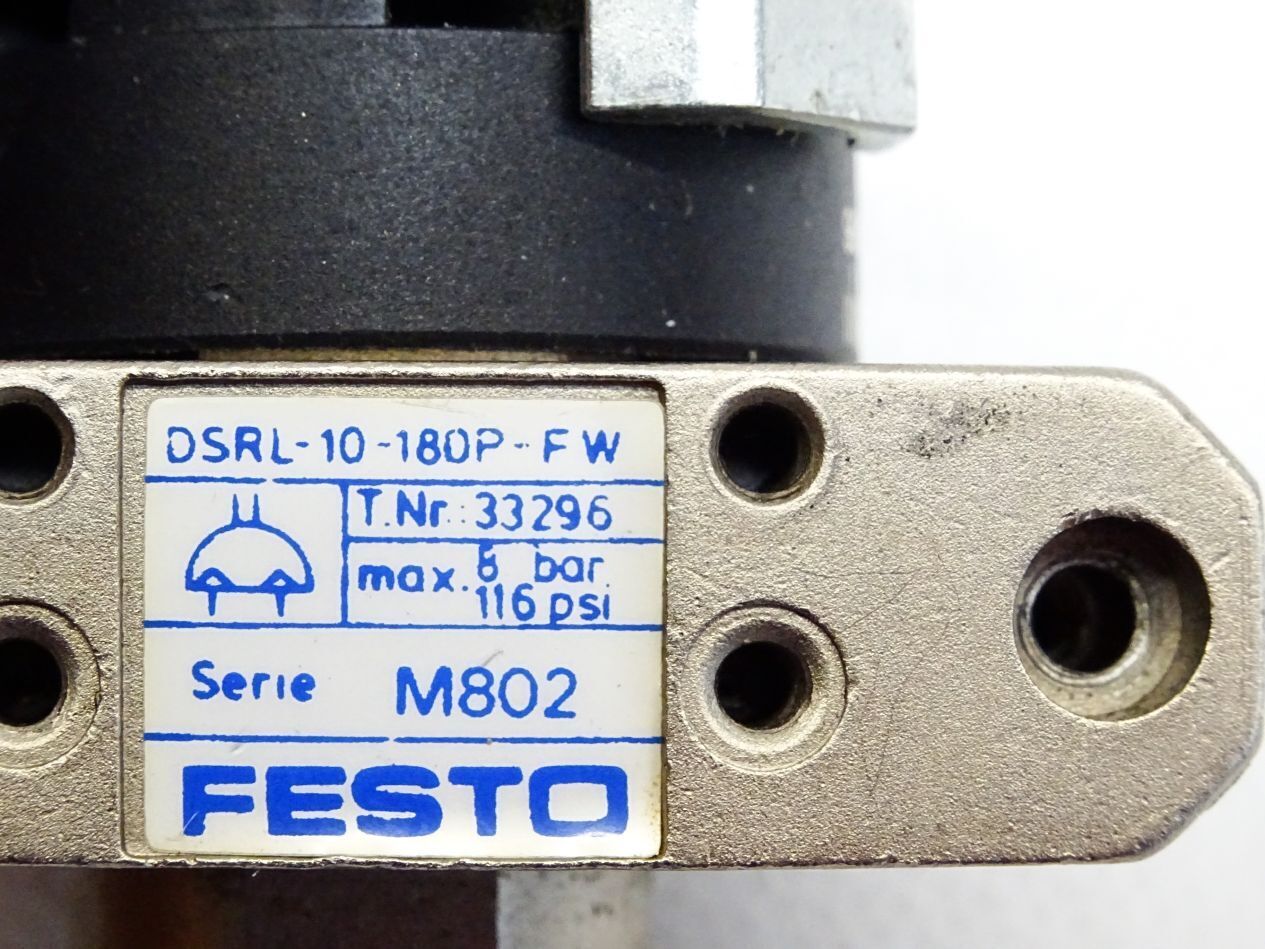 DSRL-10-180P-FW
T.Nr.: 33296
max. 8 bar.
116 psi
Serie M802
FESTO